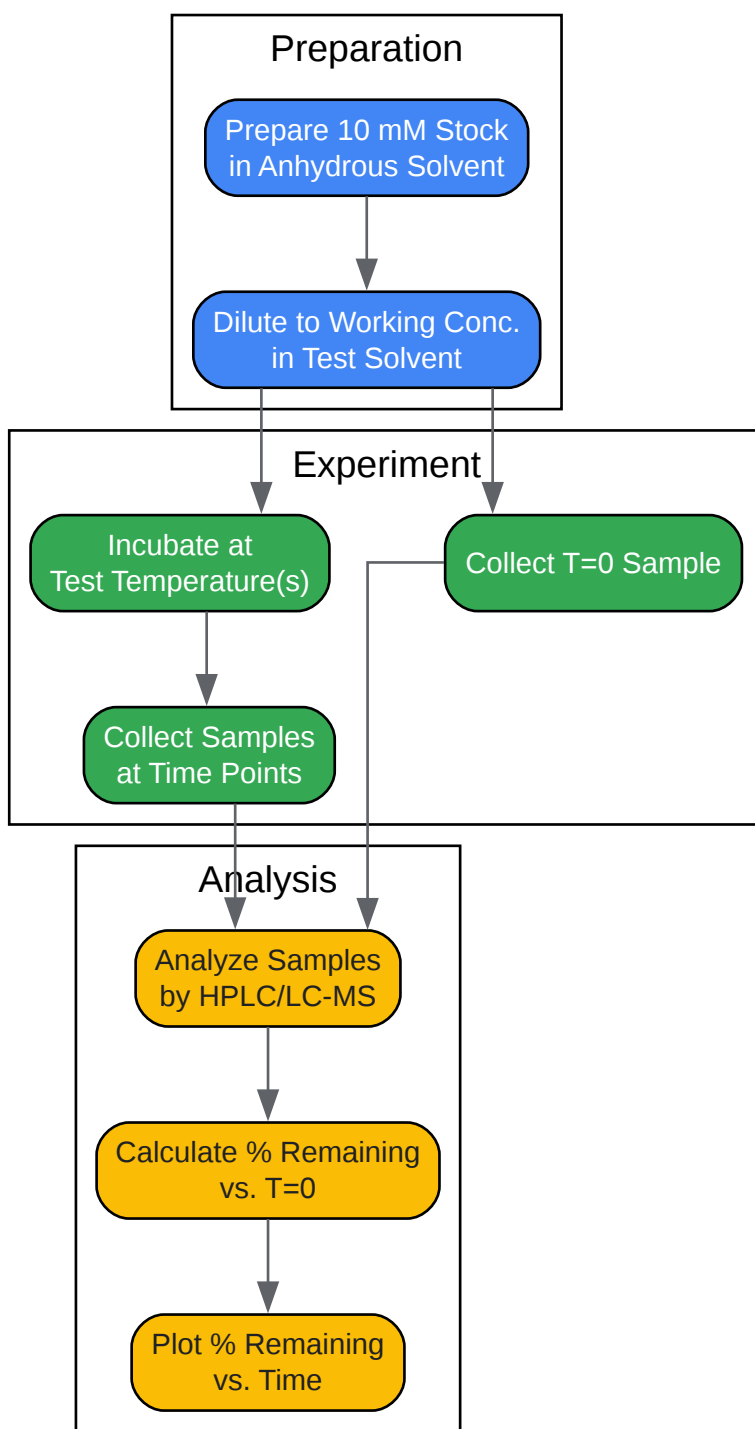 Preparation
Prepare 10 mM Stock
in Anhydrous Solvent
Dilute to Working Conc.
in Test Solvent
Experiment
Incubate at
Test Temperature(s)
Collect T=0 Sample
Collect Samples
at Time Points
Analysis
Analyze Samples
by HPLC/LC-MS
Calculate % Remaining
vs. T=0
Plot % Remaining
vs. Time